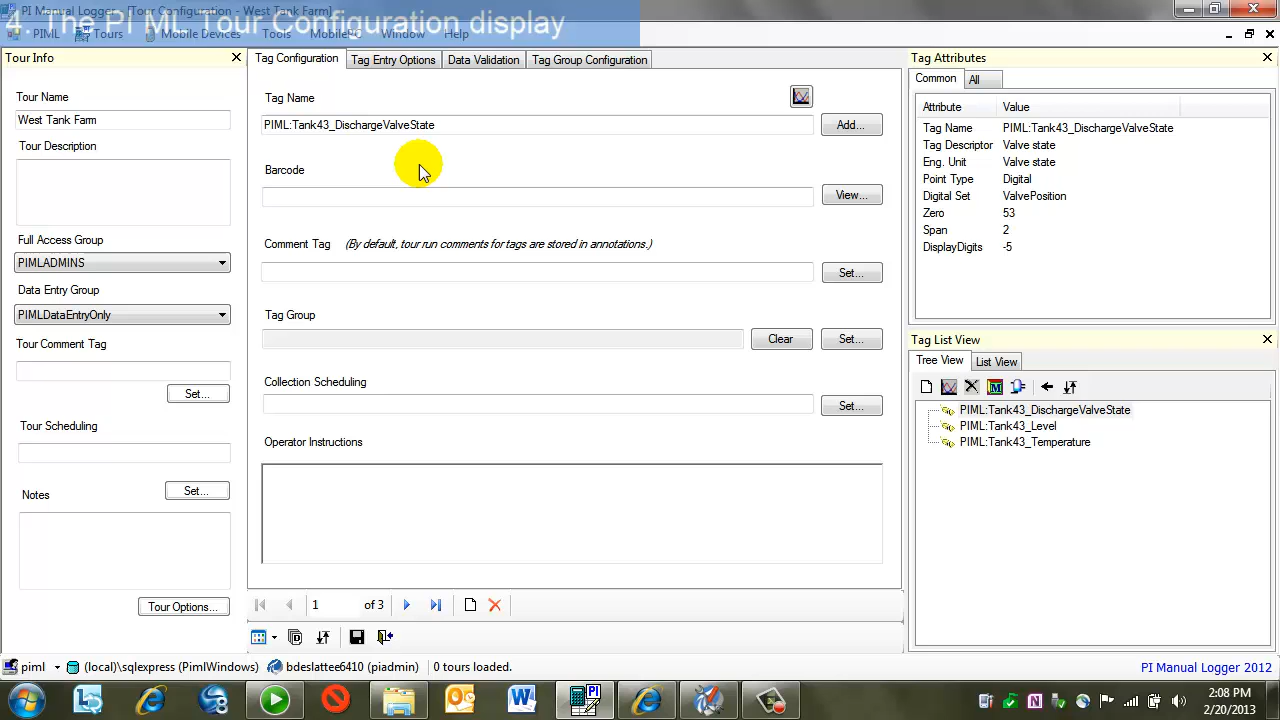 PI Manual Logger - [Tour Configuration - West Tank Farm]
4. The PI ML Tour Configuration display
PIML Tours Mobile Devices Tools MobilePC Window Help
Tour Info
Tour Name
West Tank Farm
Tour Description
Full Access Group
PIMLADMINS
Data Entry Group
PIMLDataEntryOnly
Tour Comment Tag
Set...
Tour Scheduling
Set...
Notes
Tour Options...
Tag Configuration Tag Entry Options Data Validation Tag Group Configuration
Tag Name
PIML:Tank43_DischargeValveState Add...
Barcode
View...
Comment Tag (By default, tour run comments for tags are stored in annotations.)
Set...
Tag Group
Clear Set...
Collection Scheduling
Set...
Operator Instructions
1 of 3
Tag Attributes
Common All
Attribute Value
Tag Name PIML:Tank43_DischargeValveState
Tag Descriptor Valve state
Eng. Unit Valve state
Point Type Digital
Digital Set ValvePosition
Zero 53
Span 2
DisplayDigits -5
Tag List View
Tree View List View
PIML:Tank43_DischargeValveState
PIML:Tank43_Level
PIML:Tank43_Temperature
piml (local)\sqlexpress (PimlWindows) bdeslattee6410 (piadmin) 0 tours loaded. PI Manual Logger 2012
2:08 PM
2/20/2013